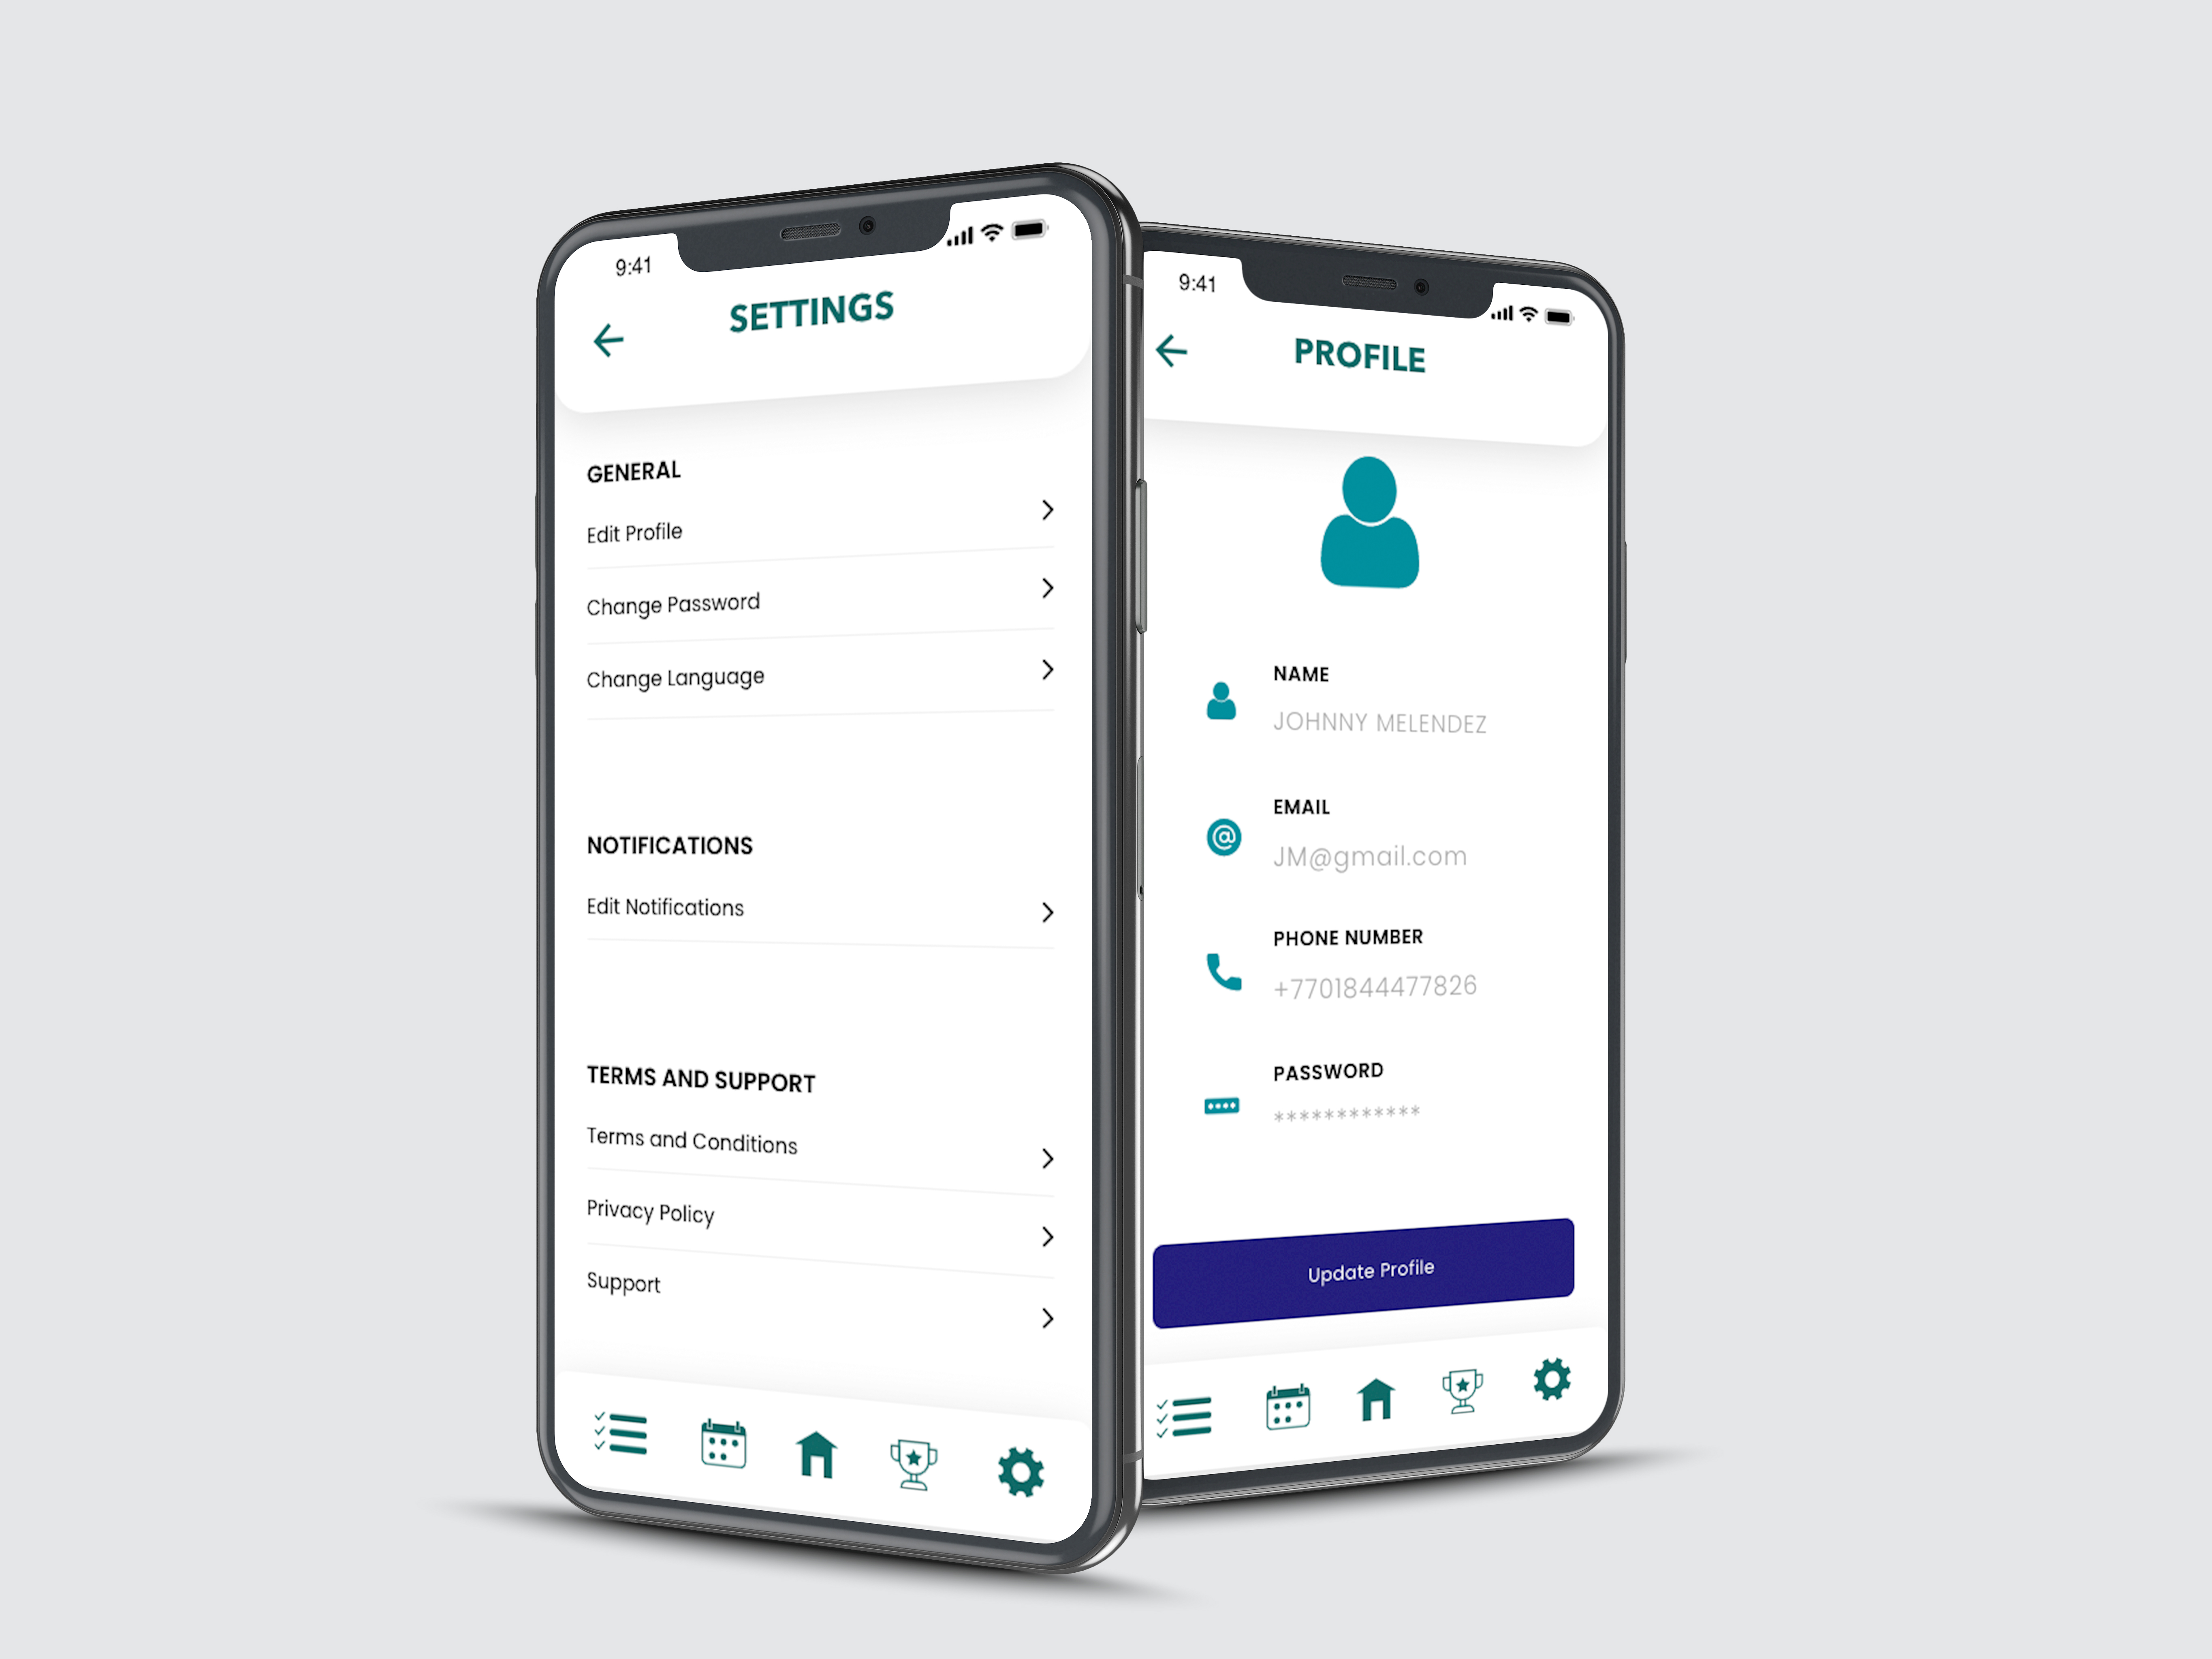 9:41
SETTINGS
GENERAL
Edit Profile
Change Password
Change Language
NOTIFICATIONS
Edit Notifications
TERMS AND SUPPORT
Terms and Conditions
Privacy Policy
Support
9:41
PROFILE
NAME
JOHNNY MELENDEZ
EMAIL
JM@gmail.com
PHONE NUMBER
+7701844477826
PASSWORD
************
Update Profile